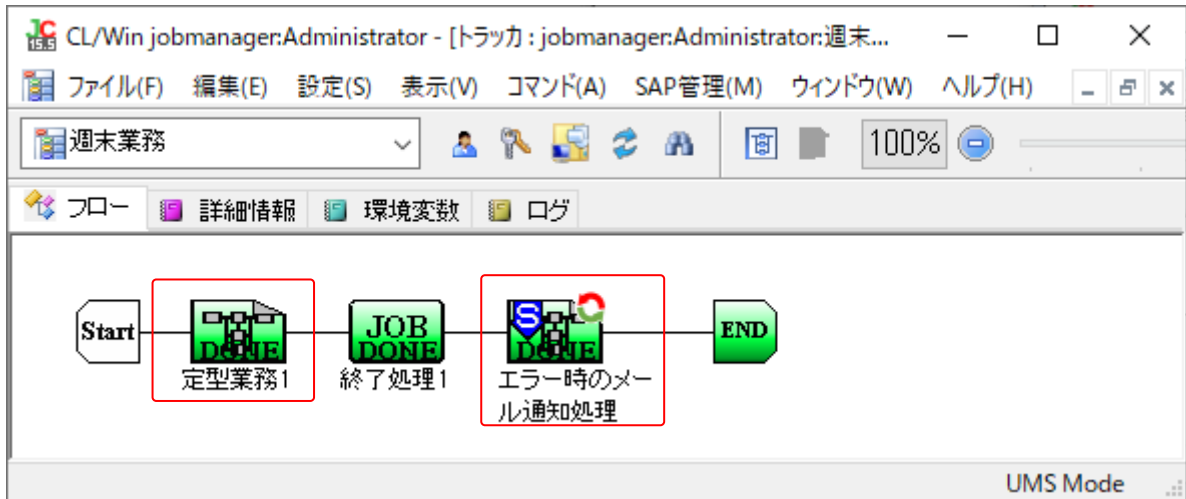 JC
15.5
CL/Win jobmanager:Administrator - [トラッカ : jobmanager:Administrator:週末...
ファイル(F) 編集(E) 設定(S) 表示(V) コマンド(A) SAP管理(M) ウィンドウ(W) ヘルプ(H)
週末業務 100%
フロー 詳細情報 環境変数 ログ
Start
DONE
定型業務1
JOB
DONE
終了処理1
S
DONE
エラー時のメー
ル通知処理
END
UMS Mode